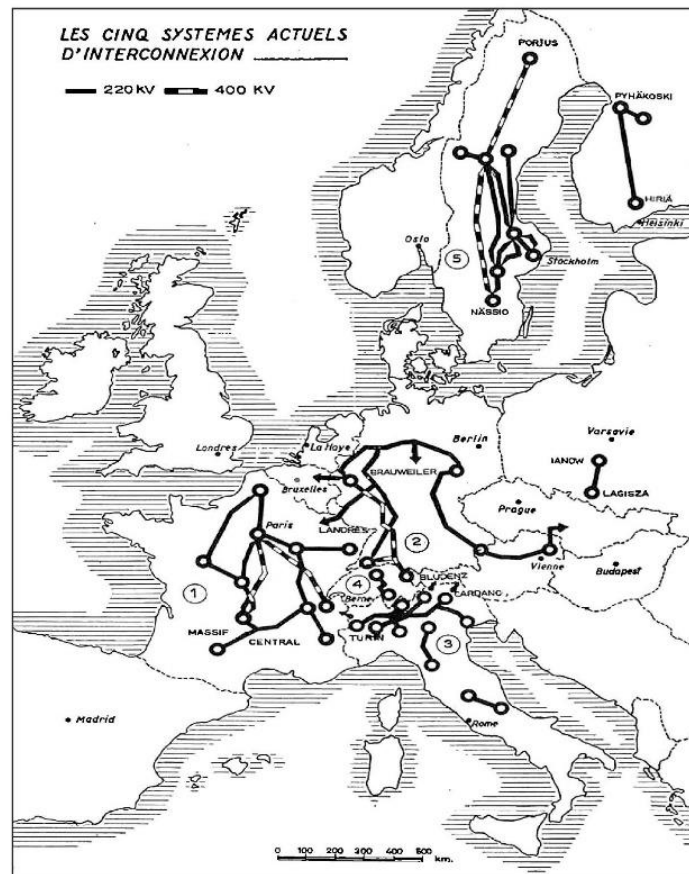 LES CINQ SYSTEMES ACTUELS
D'INTERCONNEXION
220 KV 400 KV
PORJUS
PYHÄKOSKI
HIRIÄ
Helsinki
Oslo
5
Stockholm
NÄSSIO
Londres
La Haye
Berlin
Varsavie
BRAUWEILER
IANOW
Bruxelles
LAGISZA
Paris
LANDRES
Prague
2
Vienne
4
BLUDENZ
Budapest
1
Berne
CARDANO
MASSIF CENTRAL
TURIN
3
Madrid
Rome
0 100 200 300 400 500
km.